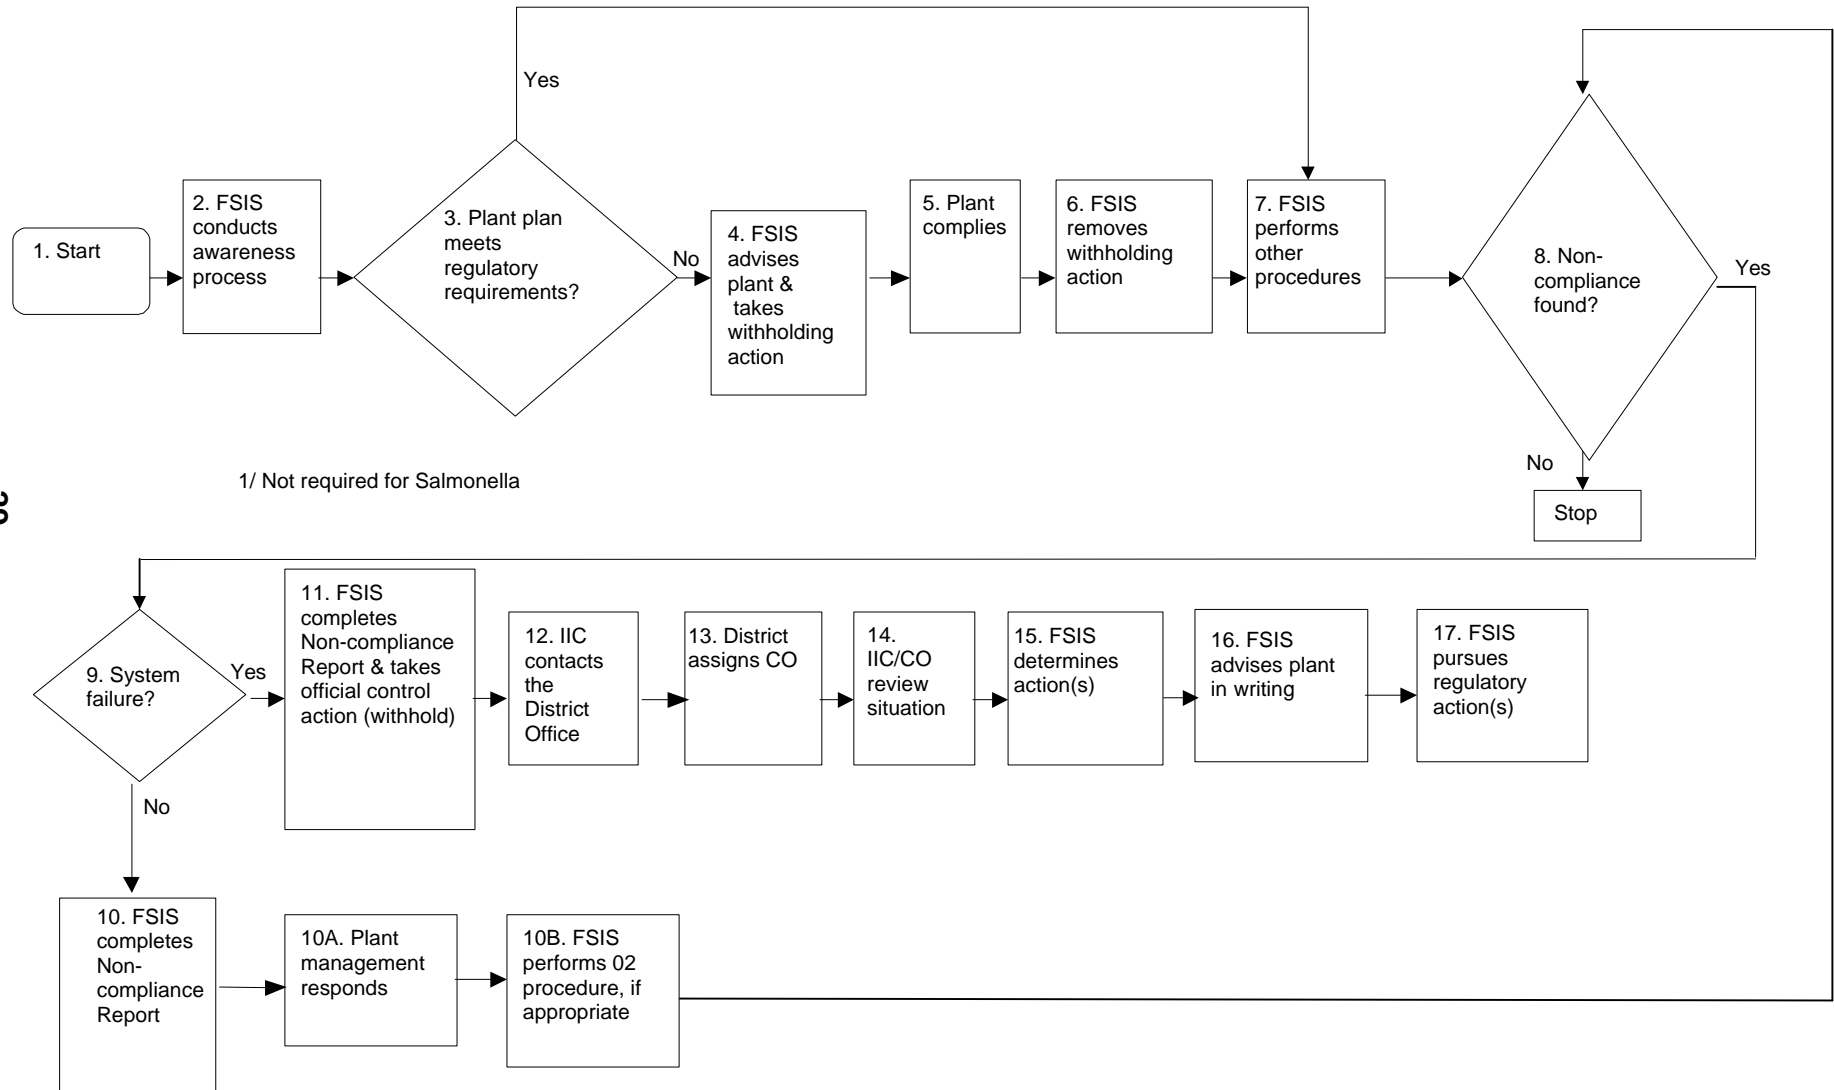 Yes
1. Start
2. FSIS
conducts
awareness
process
3. Plant plan
meets
regulatory
requirements?
No
4. FSIS
advises
plant &
takes
withholding
action
5. Plant
complies
6. FSIS
removes
withholding
action
7. FSIS
performs
other
procedures
8. Non-
compliance
found?
Yes
No
Stop
1/ Not required for Salmonella
9. System
failure?
Yes
No
11. FSIS
completes
Non-compliance
Report & takes
official control
action (withhold)
12. IIC
contacts
the
District
Office
13. District
assigns CO
14.
IIC/CO
review
situation
15. FSIS
determines
action(s)
16. FSIS
advises plant
in writing
17. FSIS
pursues
regulatory
action(s)
10. FSIS
completes
Non-
compliance
Report
10A. Plant
management
responds
10B. FSIS
performs 02
procedure, if
appropriate